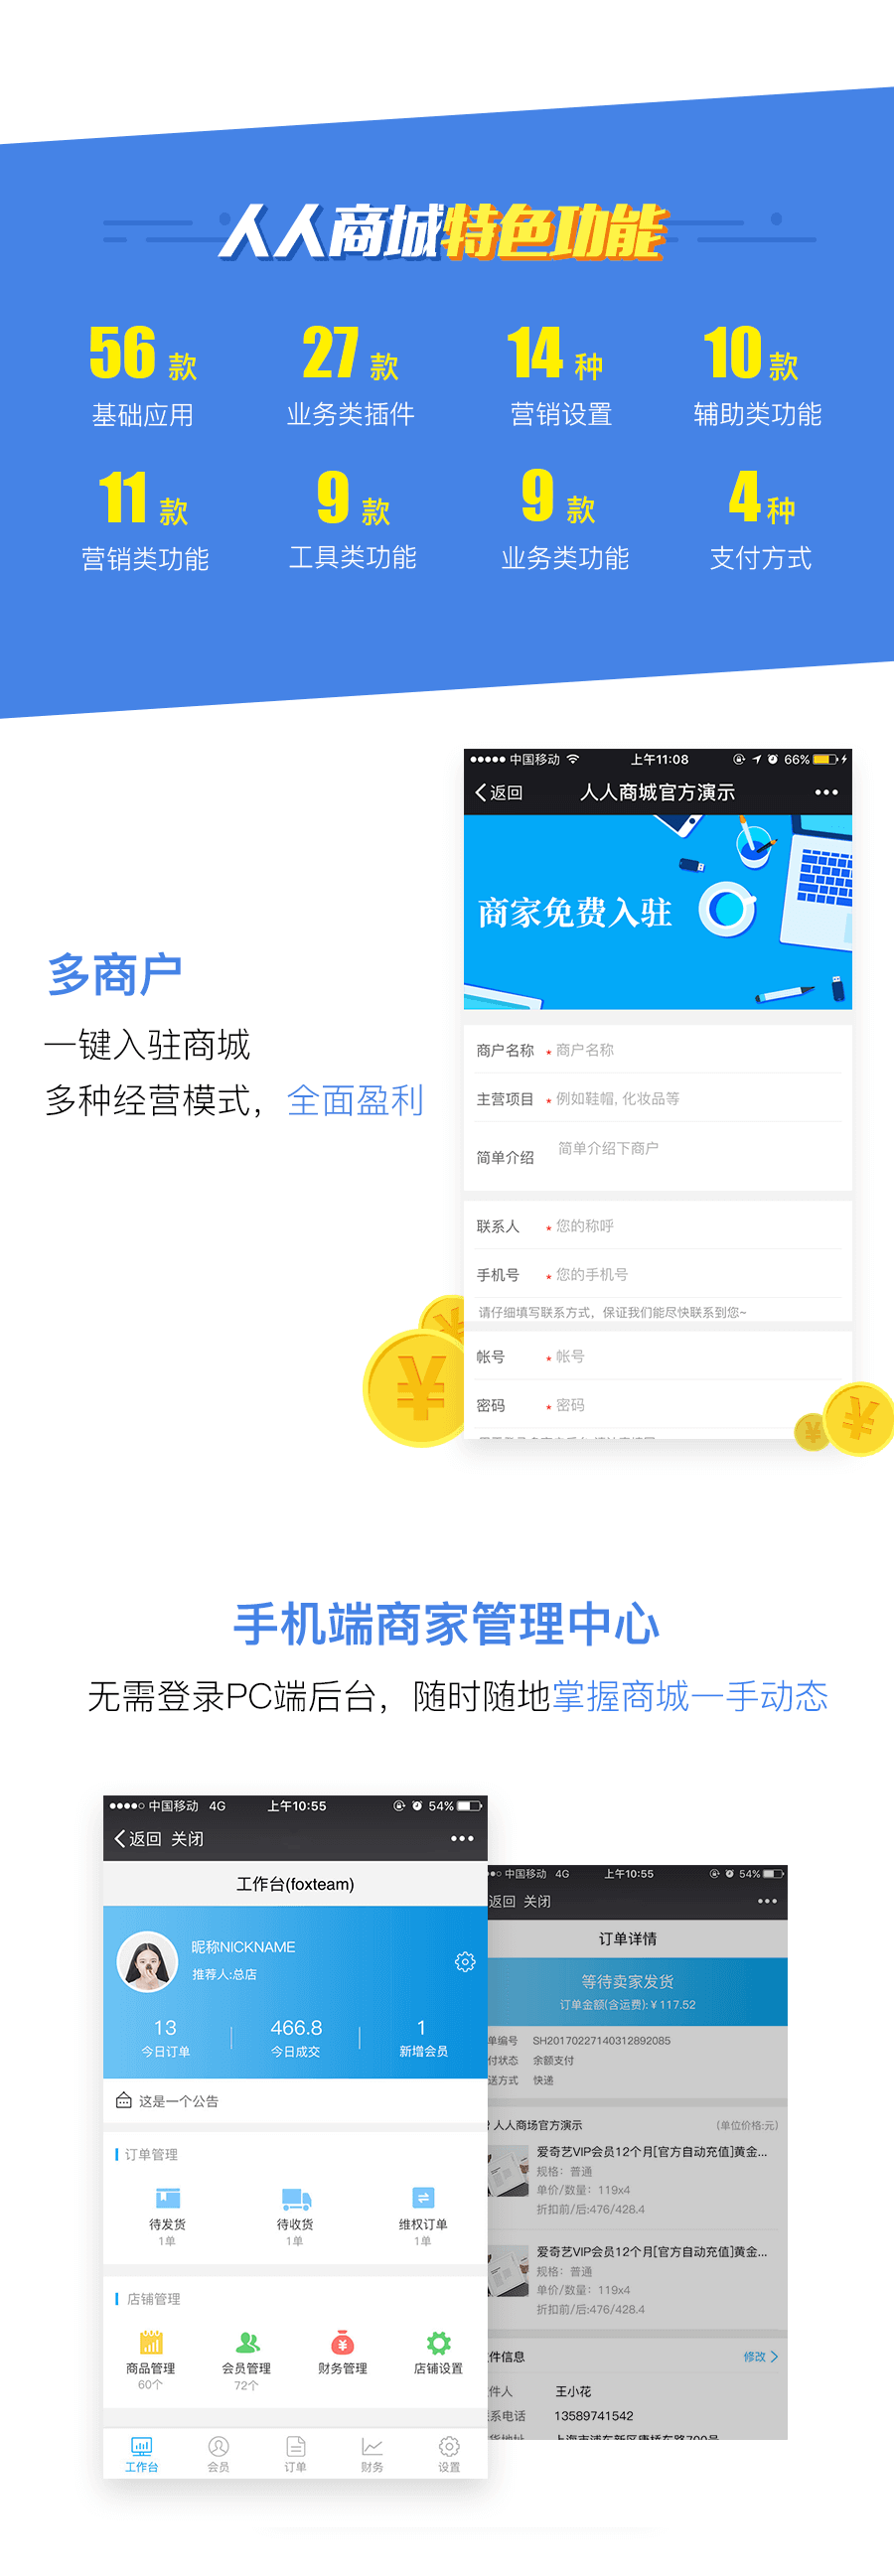 人人商城特色功能
56款 27款 14种 10款
基础应用 业务类插件 营销设置 辅助类功能
11款 9款 9款 4种
营销类功能 工具类功能 业务类功能 支付方式
中国移动 上午11:08 66%
返回 人人商城官方演示
商家免费入驻
多商户
一键入驻商城
多种经营模式，全面盈利
商户名称 * 商户名称
主营项目 * 例如鞋帽, 化妆品等
简单介绍 简单介绍下商户
联系人 * 您的称呼
手机号 * 您的手机号
请仔细填写联系方式，保证我们能尽快联系到您~
帐号 * 帐号
密码 * 密码
手机端商家管理中心
无需登录PC端后台，随时随地掌握商城一手动态
中国移动 4G 上午10:55 54%
返回 关闭
工作台(foxteam)
昵称NICKNAME
推荐人:总店
13 466.8 1
今日订单 今日成交 新增会员
这是一个公告
订单管理
待发货 待收货 维权订单
1单 1单 1单
店铺管理
商品管理 会员管理 财务管理 店铺设置
60个 72个
工作台 会员 订单 财务 设置
中国移动 4G 上午10:55 54%
返回 关闭
订单详情
等待卖家发货
订单金额(含运费):￥117.52
单编号 SH20170227140312892085
付状态 余额支付
送方式 快递
人人商场官方演示 (单位价格:元)
爱奇艺VIP会员12个月[官方自动充值]黄金...
规格：普通
单价/数量：119x4
折扣前/后:476/428.4
爱奇艺VIP会员12个月[官方自动充值]黄金...
规格：普通
单价/数量：119x4
折扣前/后:476/428.4
件信息 修改
件人 王小花
系电话 13589741542